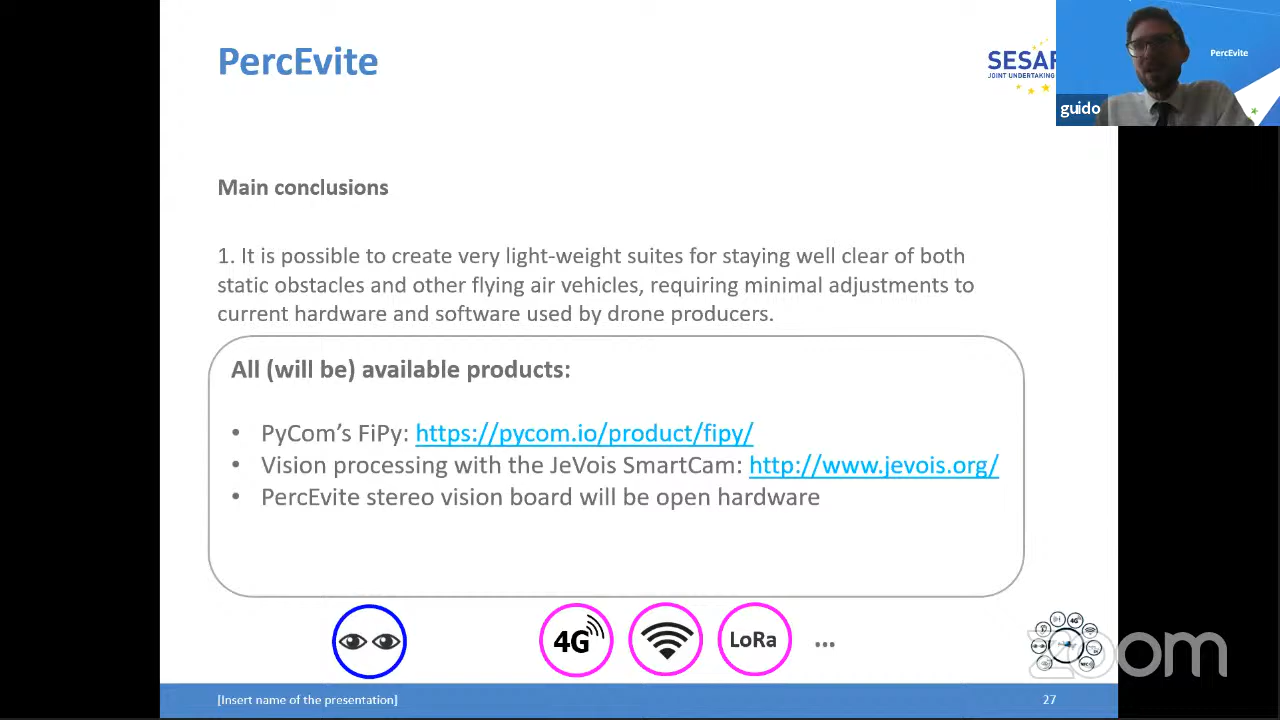 PercEvite
SESAR
JOINT UNDERTAKING
PercEvite
guido
Main conclusions
1. It is possible to create very light-weight suites for staying well clear of both
static obstacles and other flying air vehicles, requiring minimal adjustments to
current hardware and software used by drone producers.
All (will be) available products:
• PyCom’s FiPy: https://pycom.io/product/fipy/
• Vision processing with the JeVois SmartCam: http://www.jevois.org/
• PercEvite stereo vision board will be open hardware
4G
LoRa
...
4G
zoom
[Insert name of the presentation]
27